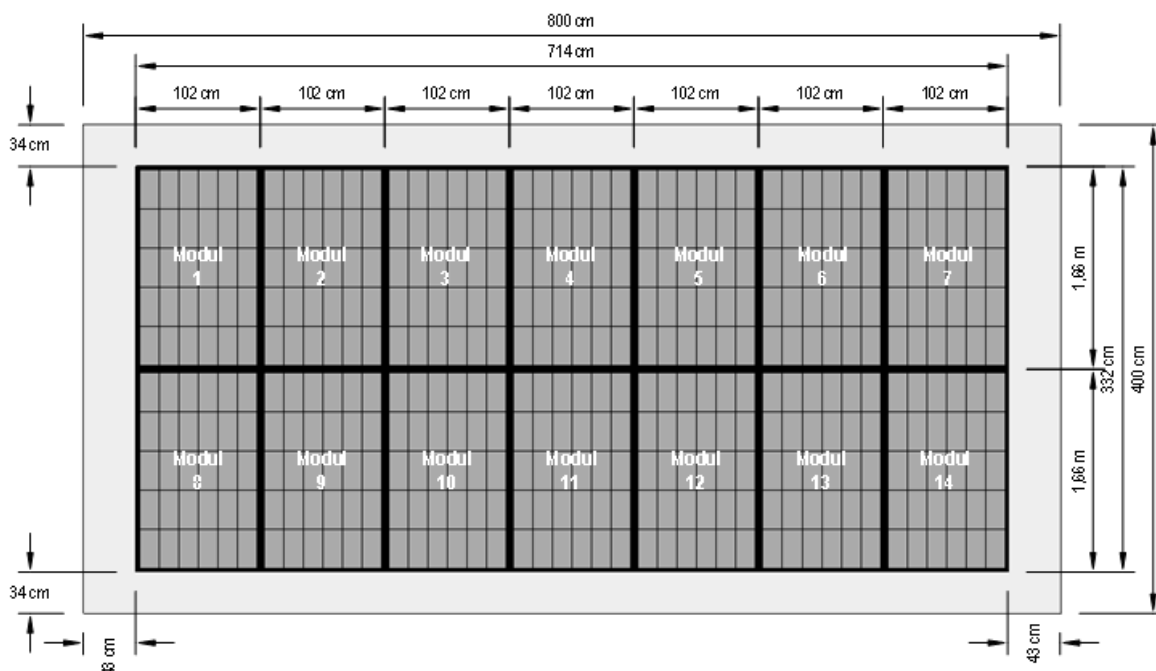 800 cm
714 cm
102 cm 102 cm 102 cm 102 cm 102 cm 102 cm 102 cm
34 cm
Modul 1
Modul 2
Modul 3
Modul 4
Modul 5
Modul 6
Modul 7
1,66 m
332 cm
400 cm
Modul 8
Modul 9
Modul 10
Modul 11
Modul 12
Modul 13
Modul 14
1,66 m
34 cm
43 cm
43 cm